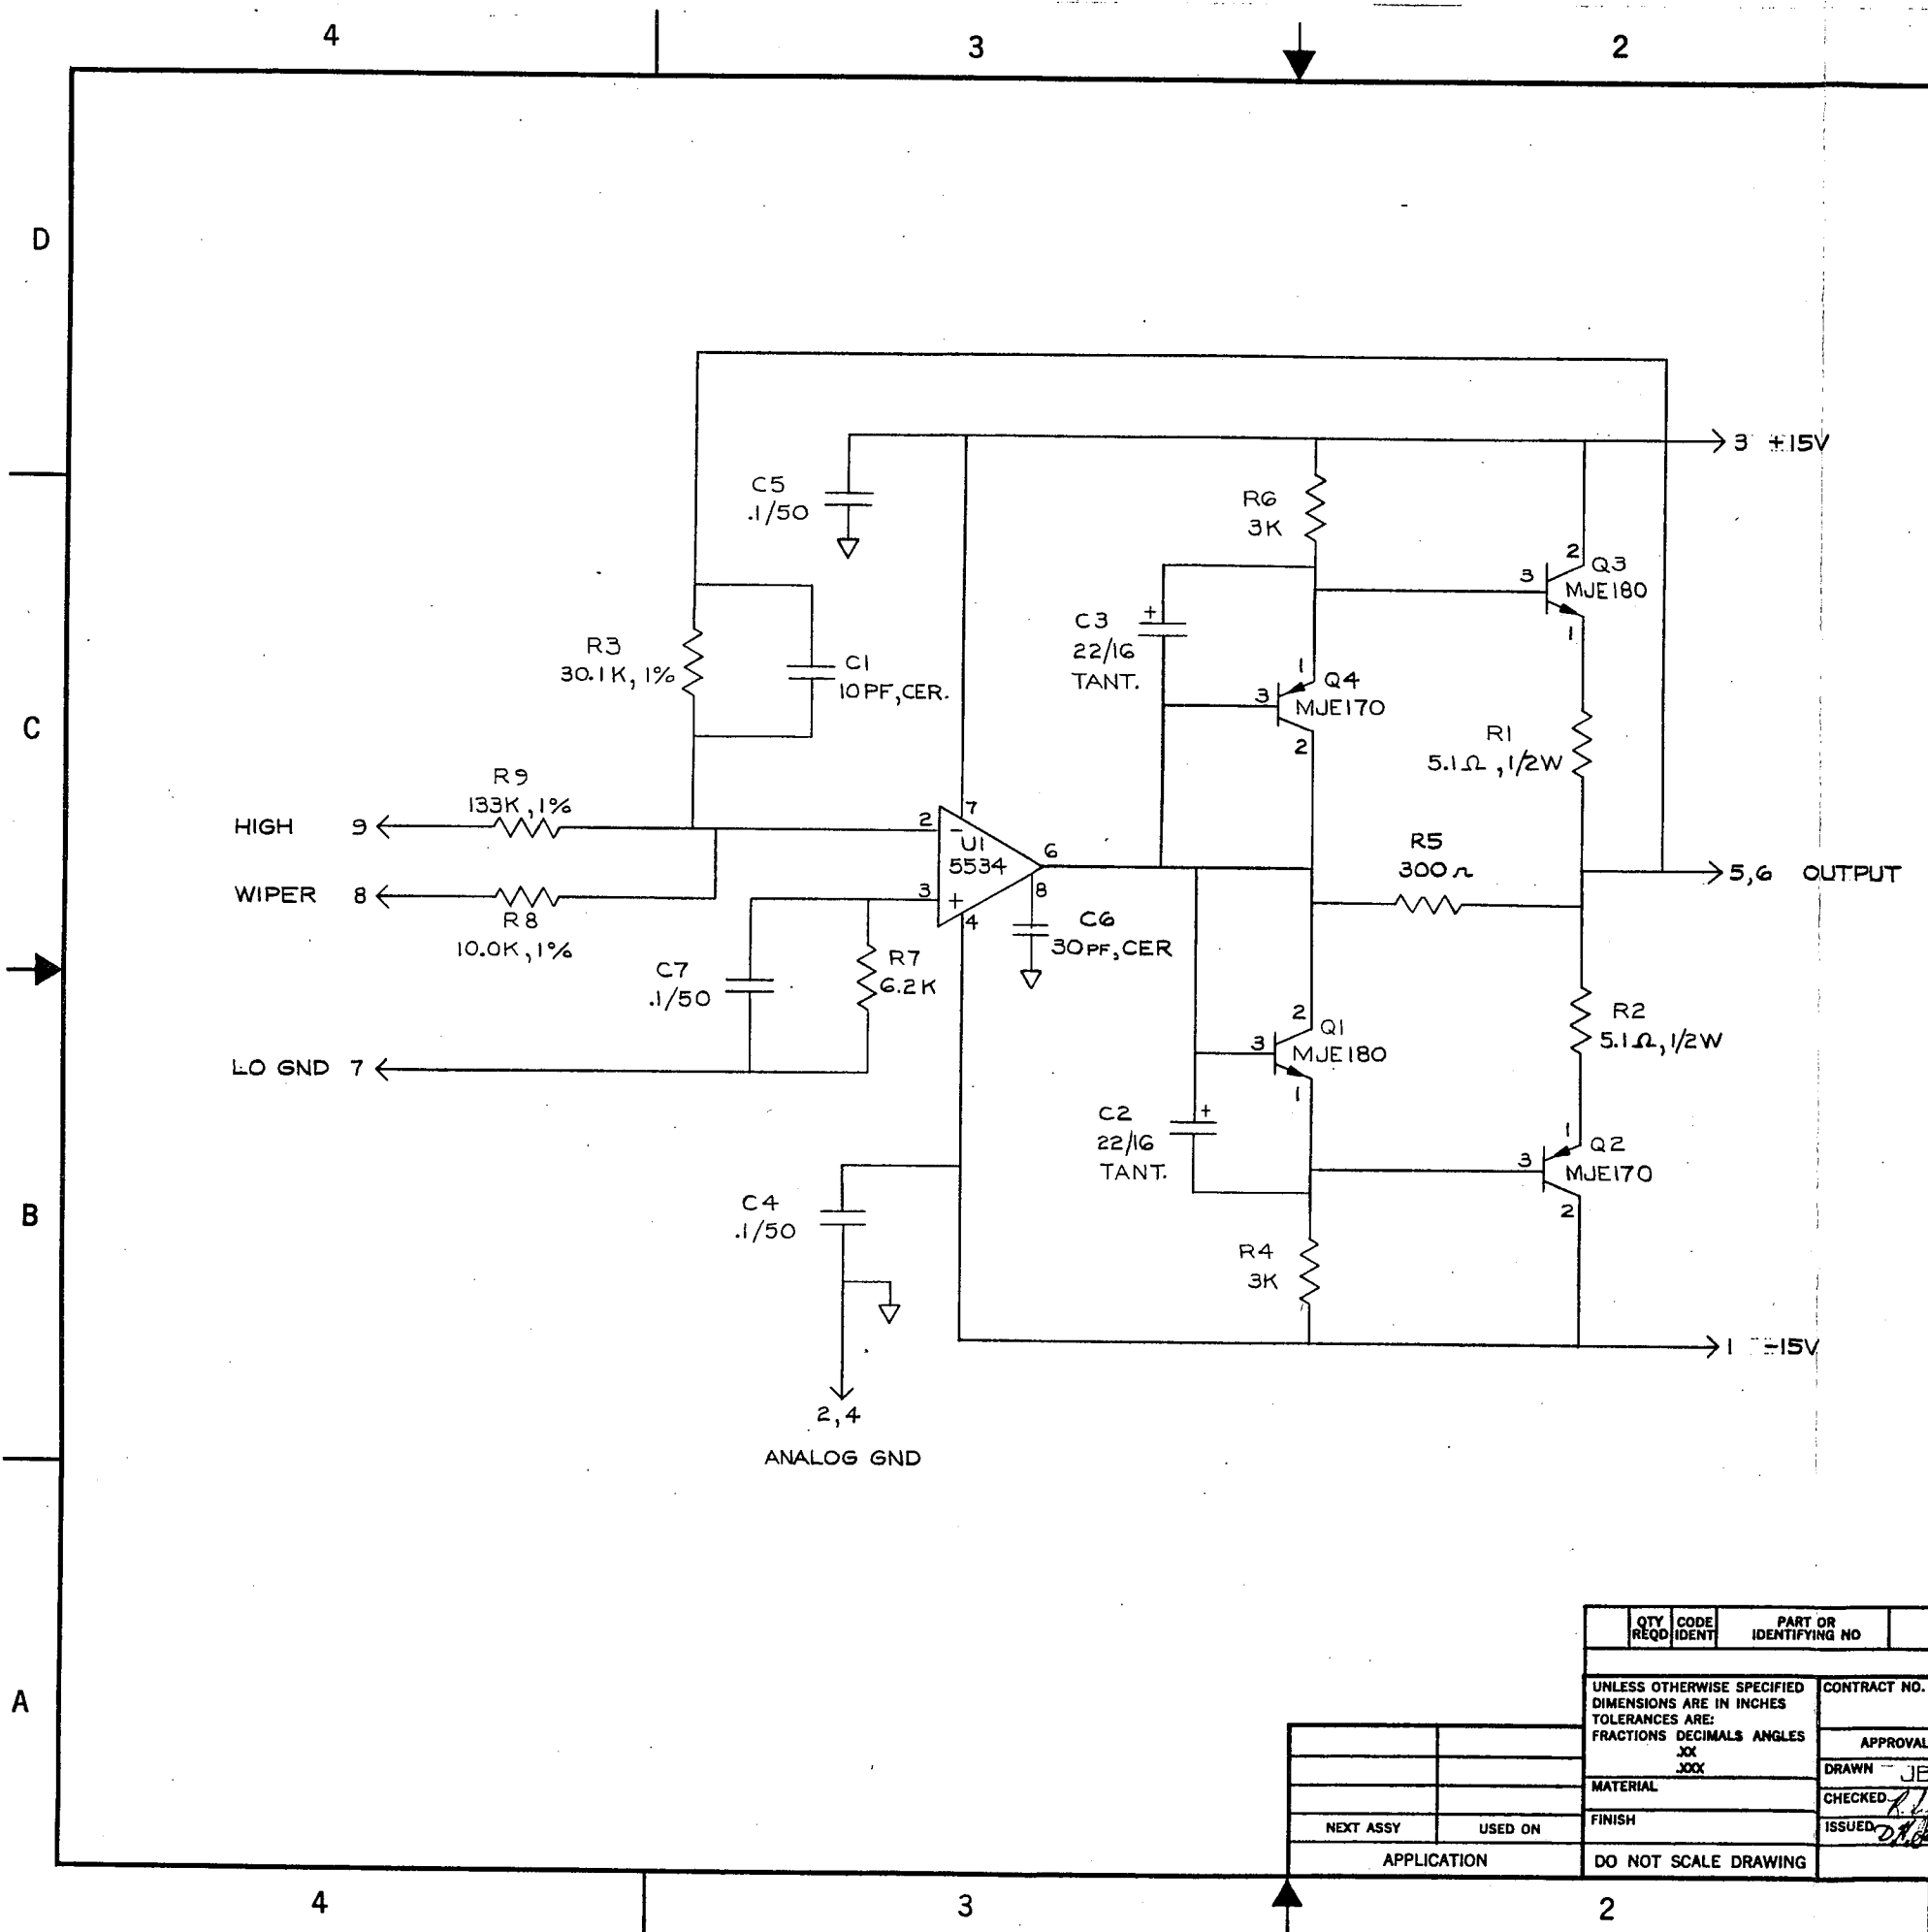 4 3 2
D
C
B
A
3 +15V
C5
.1/50
R6
3K
2
Q3
3
MJE180
1
C3
+
22/16
TANT.
R3
30.1K, 1%
C1
10PF, CER.
1
Q4
3
MJE170
2
R1
5.1Ω, 1/2W
R9
133K, 1%
HIGH 9
2
-
7
U1
5534
6
R5
300Ω
5,6 OUTPUT
WIPER 8
3
+
8
4
R8
10.0K, 1%
C6
30PF, CER
C7
.1/50
R7
6.2K
R2
5.1Ω, 1/2W
2
Q1
3
MJE180
1
LO GND 7
C2
+
22/16
TANT.
1
Q2
3
MJE170
2
C4
.1/50
R4
3K
1 -15V
2,4
ANALOG GND
QTY REQD
CODE IDENT
PART OR IDENTIFYING NO
UNLESS OTHERWISE SPECIFIED
DIMENSIONS ARE IN INCHES
TOLERANCES ARE:
FRACTIONS DECIMALS ANGLES
.XX
.XXX
CONTRACT NO.
APPROVAL
DRAWN
MATERIAL
CHECKED
FINISH
ISSUED
NEXT ASSY
USED ON
APPLICATION
DO NOT SCALE DRAWING
4 3 2